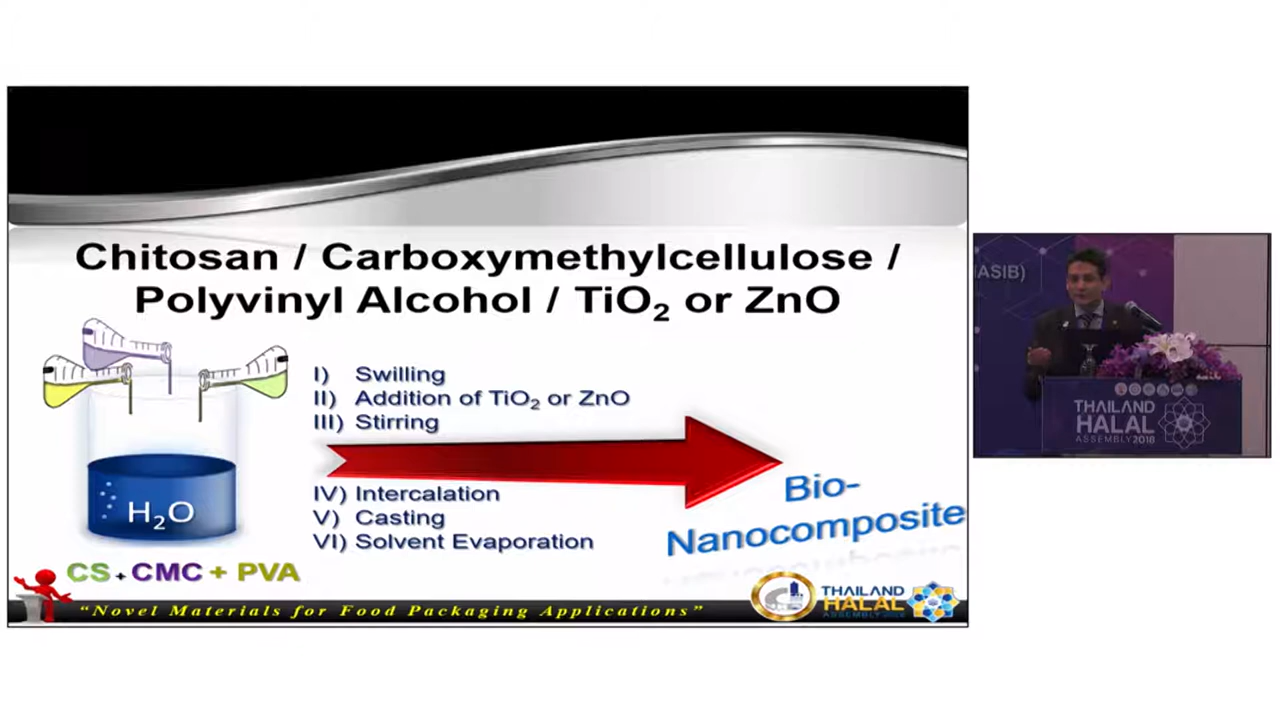 Chitosan / Carboxymethylcellulose /
Polyvinyl Alcohol / TiO₂ or ZnO
I) Swilling
II) Addition of TiO₂ or ZnO
III) Stirring
IV) Intercalation
V) Casting
VI) Solvent Evaporation
H₂O
CS + CMC + PVA
Bio-
Nanocomposite
"Novel Materials for Food Packaging Applications"
THAILAND
HALAL
ASSEMBLY 2018
ASIB)
THAILAND
HALAL
ASSEMBLY 2018